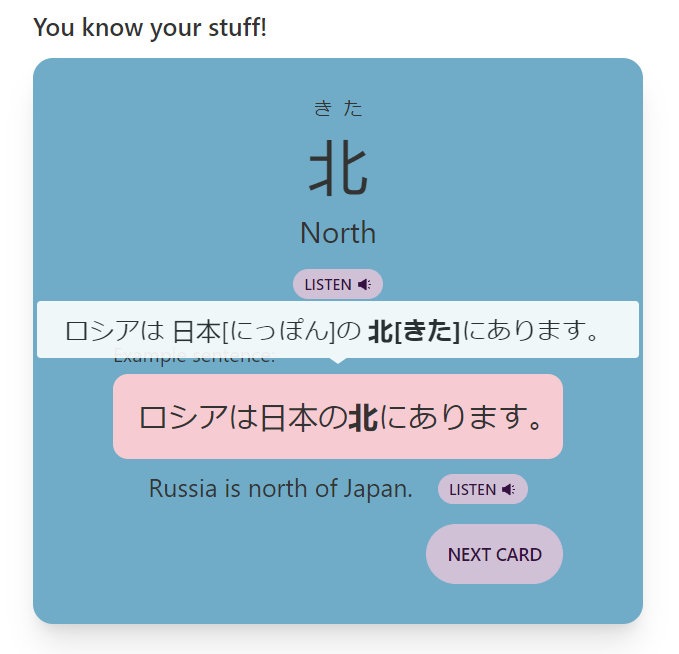 You know your stuff!
きた
北
North
LISTEN
ロシアは 日本[にっぽん]の 北[きた]にあります。
Example sentence:
ロシアは日本の北にあります。
Russia is north of Japan.
LISTEN
NEXT CARD